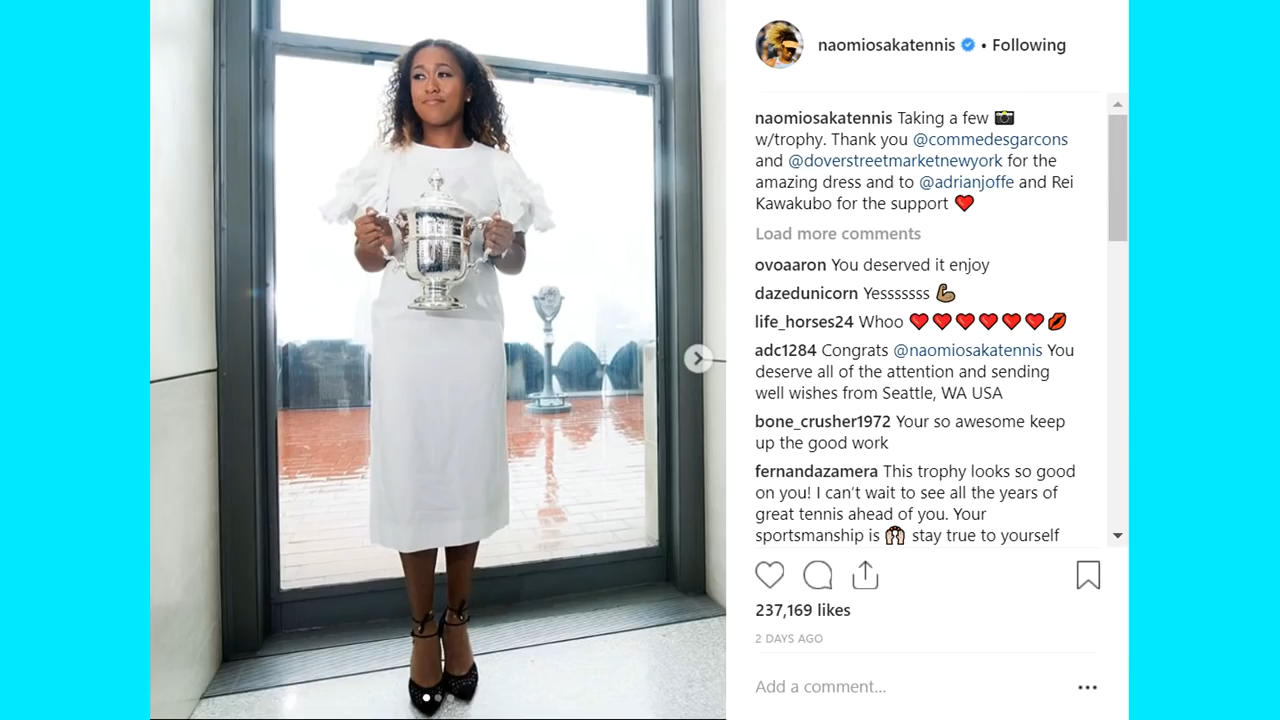 naomiosakatennis • Following
naomiosakatennis Taking a few 📷
w/trophy. Thank you @commedesgarcons
and @doverstreetmarketnewyork for the
amazing dress and to @adrianjoffe and Rei
Kawakubo for the support ❤️
Load more comments
ovoaaron You deserved it enjoy
dazedunicorn Yesssssss 💪🏽
life_horses24 Whoo ❤️❤️❤️❤️❤️❤️💋
adc1284 Congrats @naomiosakatennis You
deserve all of the attention and sending
well wishes from Seattle, WA USA
bone_crusher1972 Your so awesome keep
up the good work
fernandazamera This trophy looks so good
on you! I can't wait to see all the years of
great tennis ahead of you. Your
sportsmanship is 🙌🏻 stay true to yourself
237,169 likes
2 DAYS AGO
Add a comment...